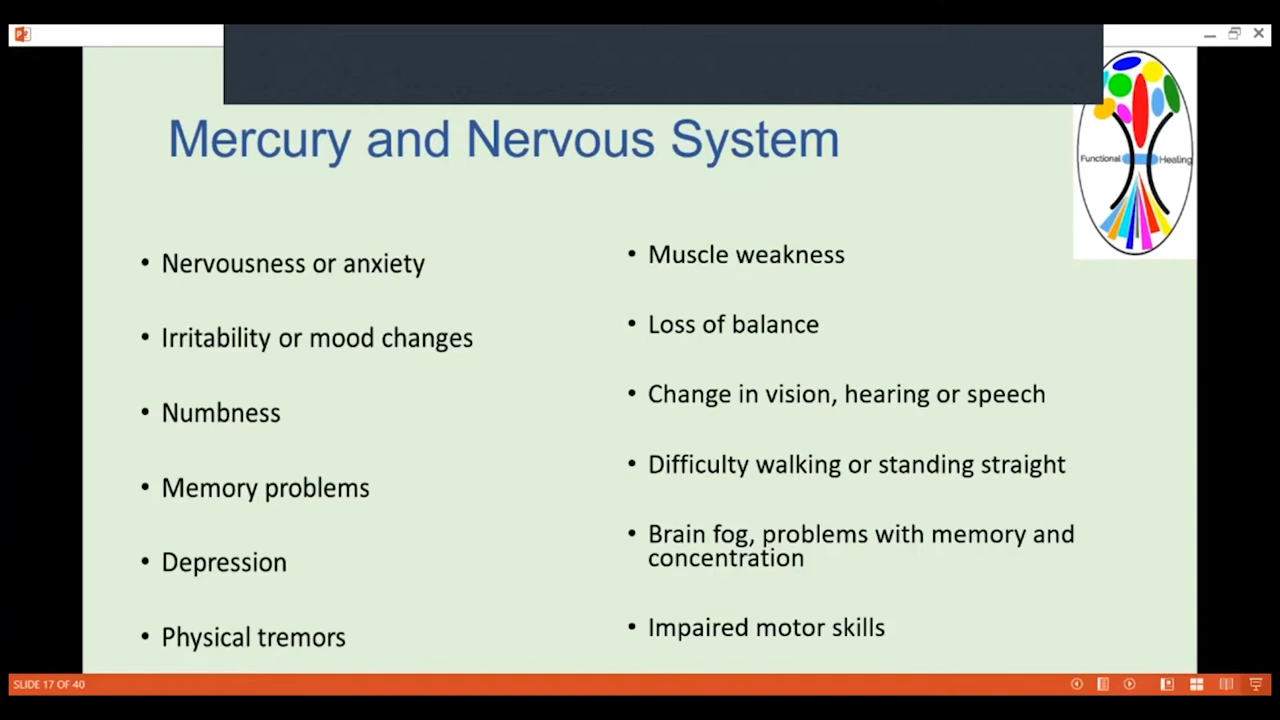 Mercury and Nervous System
Functional Healing
• Nervousness or anxiety
• Irritability or mood changes
• Numbness
• Memory problems
• Depression
• Physical tremors
• Muscle weakness
• Loss of balance
• Change in vision, hearing or speech
• Difficulty walking or standing straight
• Brain fog, problems with memory and
concentration
• Impaired motor skills
SLIDE 17 OF 40